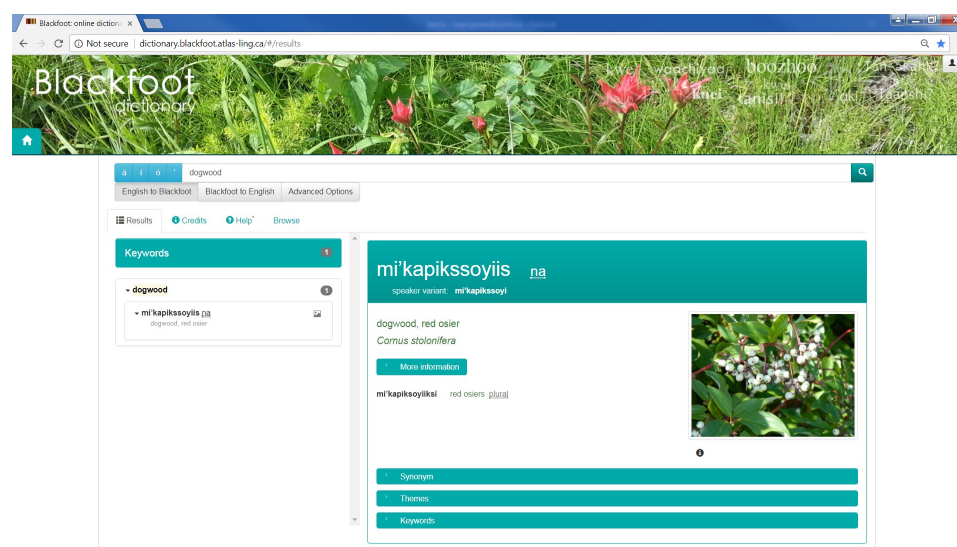 Blackfoot: online diction
Not secure | dictionary.blackfoot.atlas-ling.ca/#/results
Blackfoot
dictionary
boozhoo
kuci
tanisi
á í ó ' dogwood
English to Blackfoot Blackfoot to English Advanced Options
Results Credits Help* Browse
Keywords 1
dogwood 1
mi'kapikssoyiis na
dogwood, red osier
mi'kapikssoyiis na
speaker variant: mi'kapikssoyi
dogwood, red osier
Cornus stolonifera
More information
mi'kapiksoyiiksi red osiers plural
Synonym
Themes
Keywords